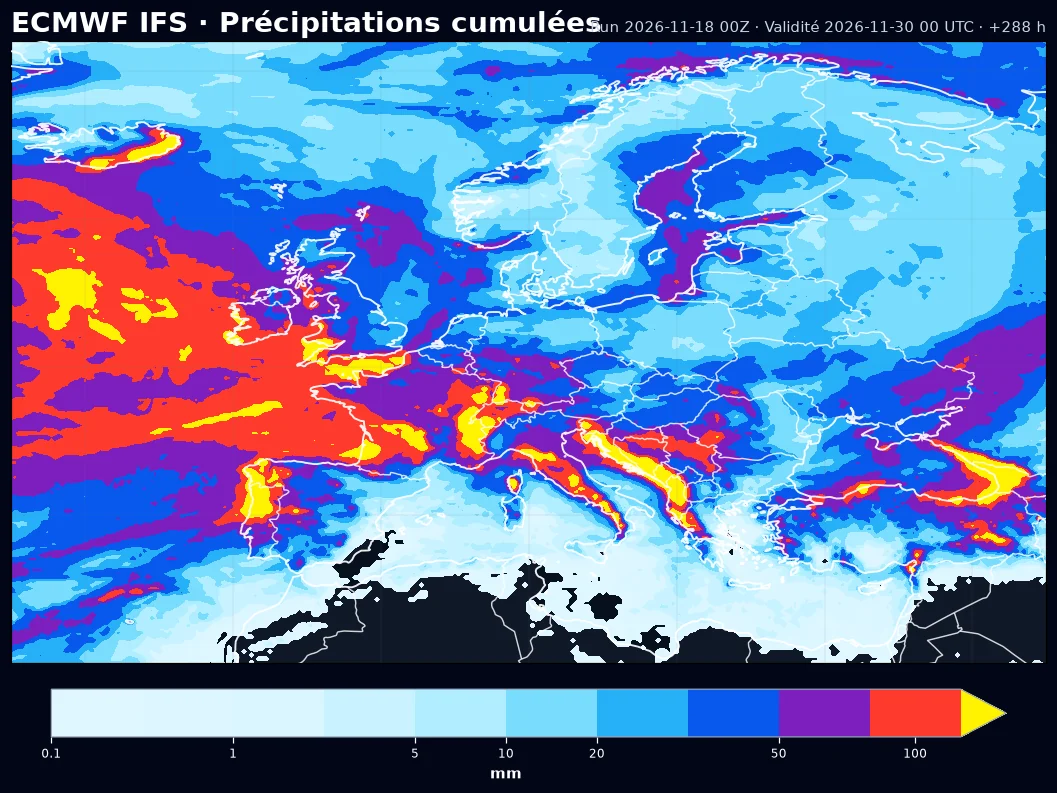 ECMWF IFS · Précipitations cumulées
Run 2026-11-18 00Z · Validité 2026-11-30 00 UTC · +288 h
0.1 1 5 10 20 50 100
mm